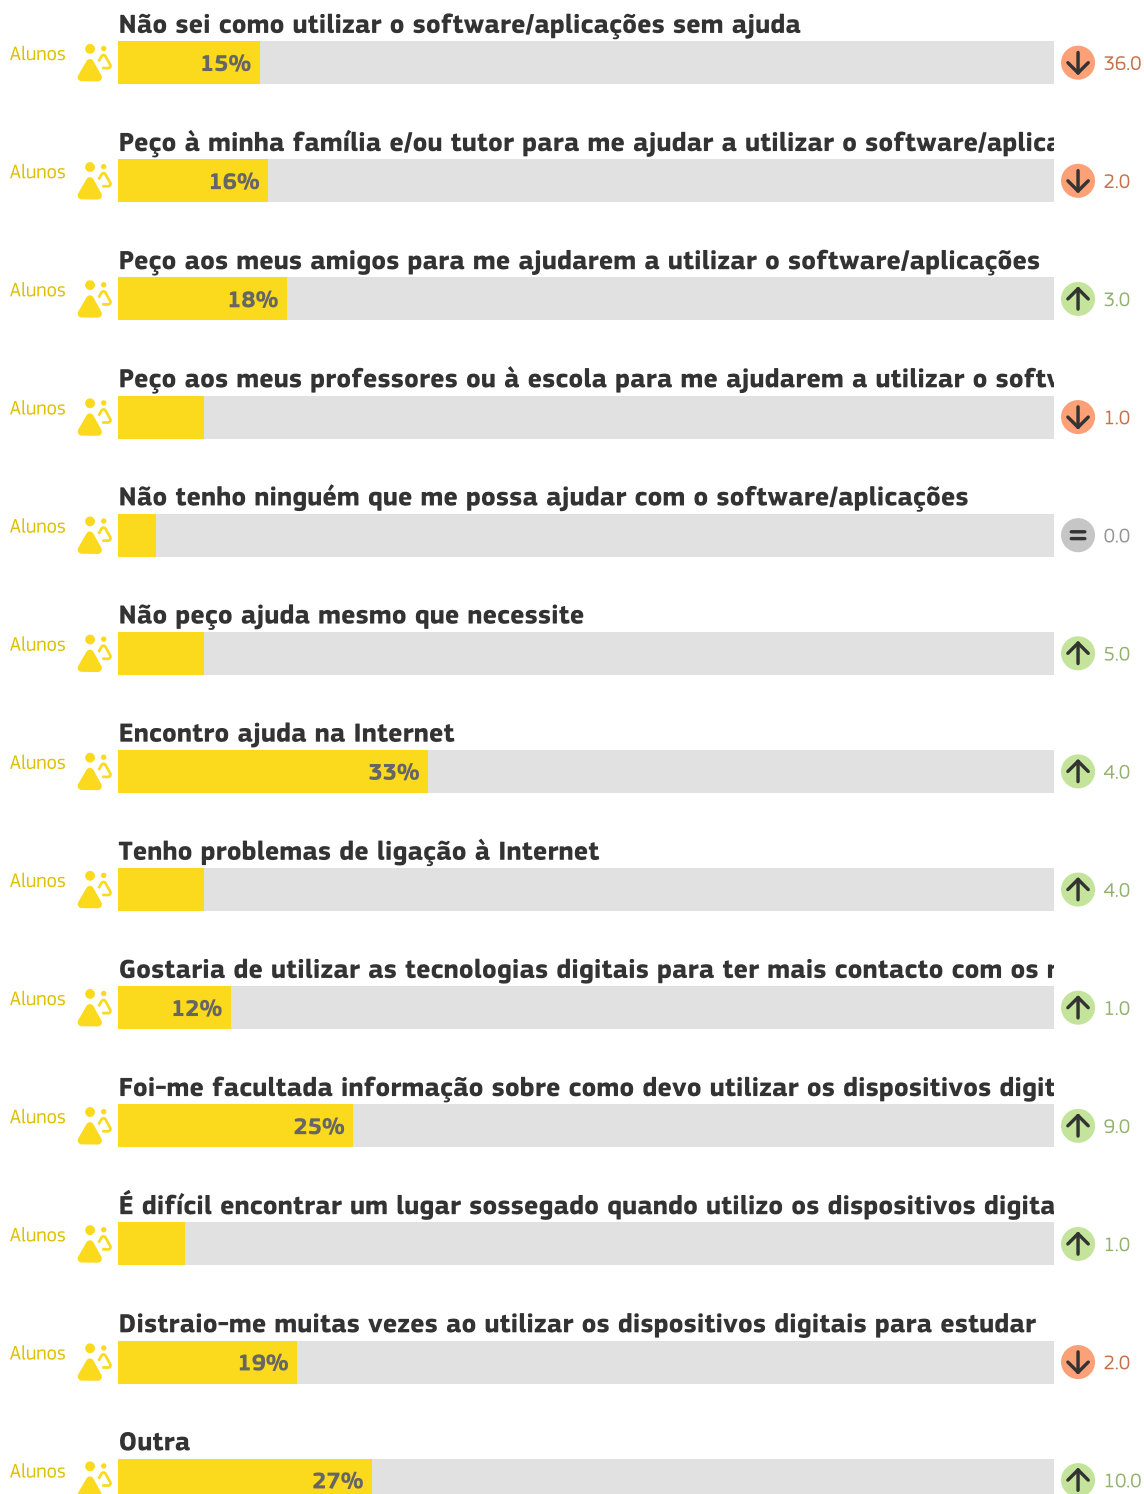 Não sei como utilizar o software/aplicações sem ajuda
Alunos 15% 36.0
Peço à minha família e/ou tutor para me ajudar a utilizar o software/aplica
Alunos 16% 2.0
Peço aos meus amigos para me ajudarem a utilizar o software/aplicações
Alunos 18% 3.0
Peço aos meus professores ou à escola para me ajudarem a utilizar o soft
Alunos 1.0
Não tenho ninguém que me possa ajudar com o software/aplicações
Alunos = 0.0
Não peço ajuda mesmo que necessite
Alunos 5.0
Encontro ajuda na Internet
Alunos 33% 4.0
Tenho problemas de ligação à Internet
Alunos 4.0
Gostaria de utilizar as tecnologias digitais para ter mais contacto com os
Alunos 12% 1.0
Foi-me facultada informação sobre como devo utilizar os dispositivos digit
Alunos 25% 9.0
É difícil encontrar um lugar sossegado quando utilizo os dispositivos digita
Alunos 1.0
Distraio-me muitas vezes ao utilizar os dispositivos digitais para estudar
Alunos 19% 2.0
Outra
Alunos 27% 10.0